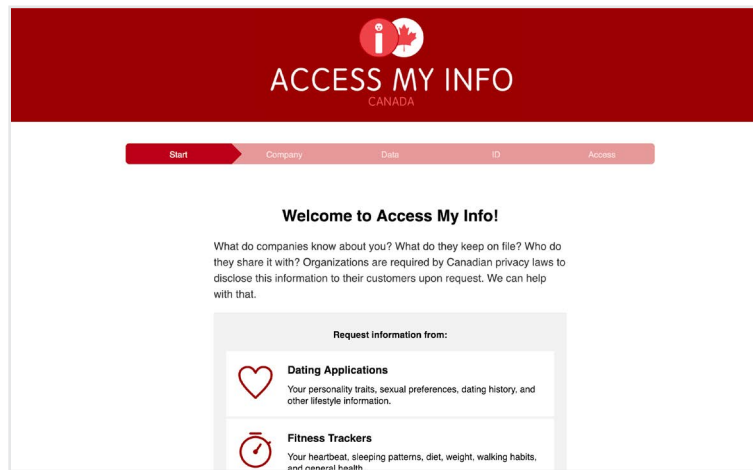 ACCESS MY INFO
CANADA
Start
Company
Data
ID
Access
Welcome to Access My Info!
What do companies know about you? What do they keep on file? Who do
they share it with? Organizations are required by Canadian privacy laws to
disclose this information to their customers upon request. We can help
with that.
Request information from:
Dating Applications
Your personality traits, sexual preferences, dating history, and
other lifestyle information.
Fitness Trackers
Your heartbeat, sleeping patterns, diet, weight, walking habits,
and general health